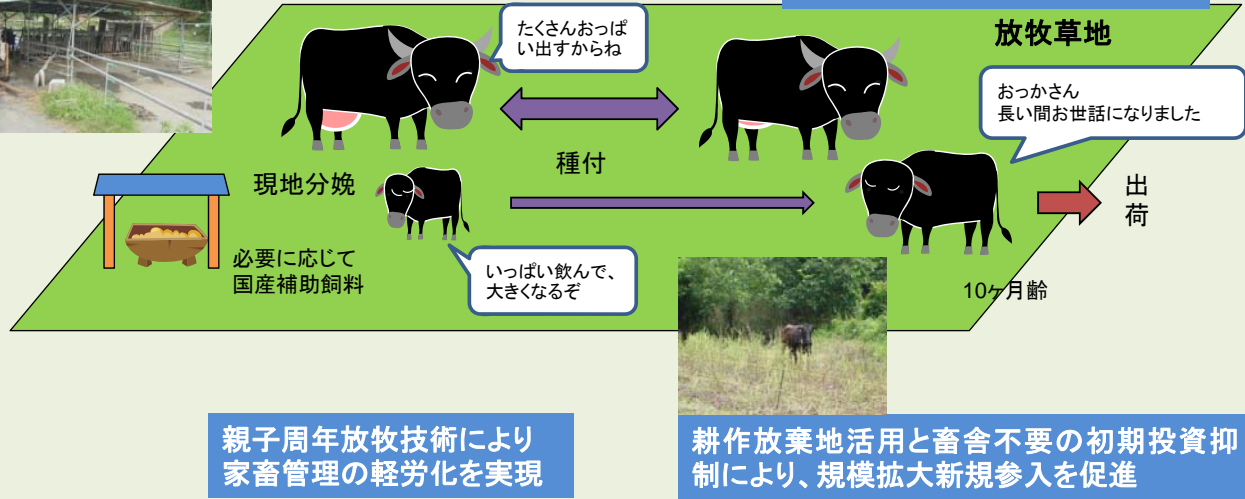 たくさんおっぱ
い出すからね
放牧草地
おっかさん
長い間お世話になりました
種付
現地分娩
出
荷
必要に応じて
国産補助飼料
いっぱい飲んで、
大きくなるぞ
10ヶ月齢
親子周年放牧技術により
家畜管理の軽労化を実現
耕作放棄地活用と畜舎不要の初期投資抑
制により、規模拡大新規参入を促進